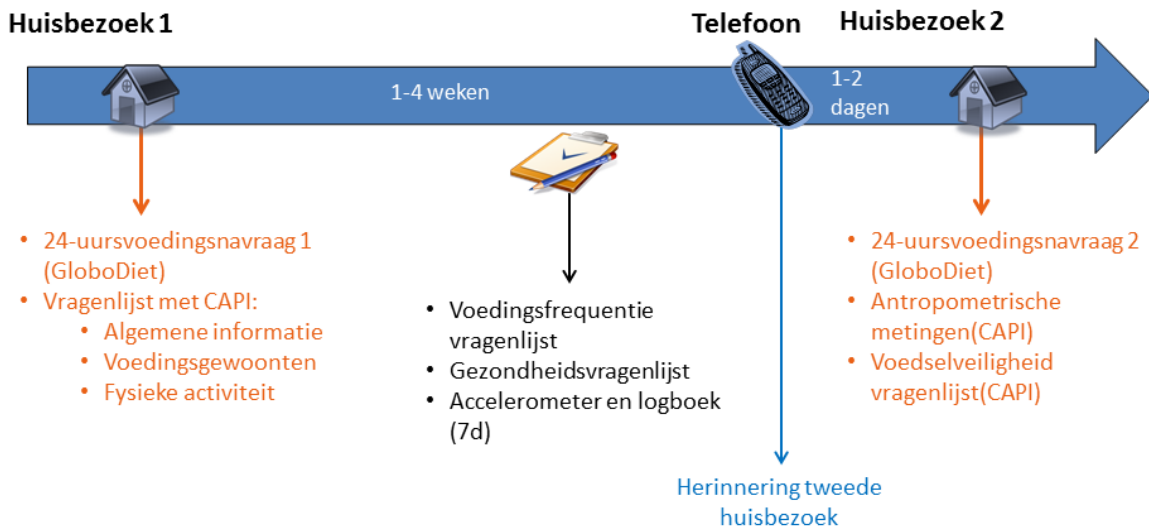 Huisbezoek 1
Telefoon
Huisbezoek 2
1-4 weken
1-2
dagen
• 24-uursvoedingsnavraag 1
(GloboDiet)
• Vragenlijst met CAPI:
• Algemene informatie
• Voedingsgewoonten
• Fysieke activiteit
• Voedingsfrequentie
vragenlijst
• Gezondheidsvragenlijst
• Accelerometer en logboek
(7d)
Herinnering tweede
huisbezoek
• 24-uursvoedingsnavraag 2
(GloboDiet)
• Antropometrische
metingen(CAPI)
• Voedselveiligheid
vragenlijst(CAPI)